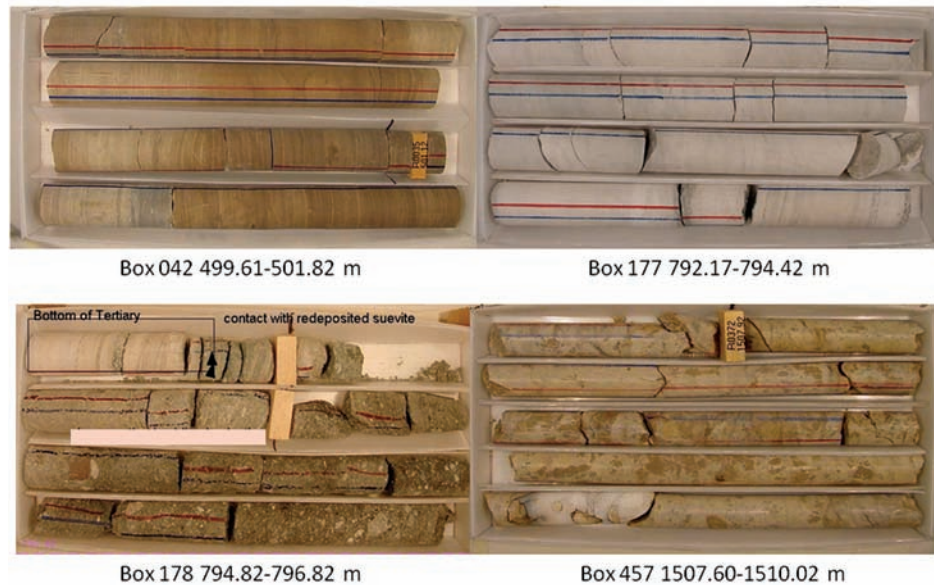 Box 042 499.61-501.82 m
Box 177 792.17-794.42 m
Bottom of Tertiary
contact with redeposited suevite
Box 178 794.82-796.82 m
Box 457 1507.60-1510.02 m